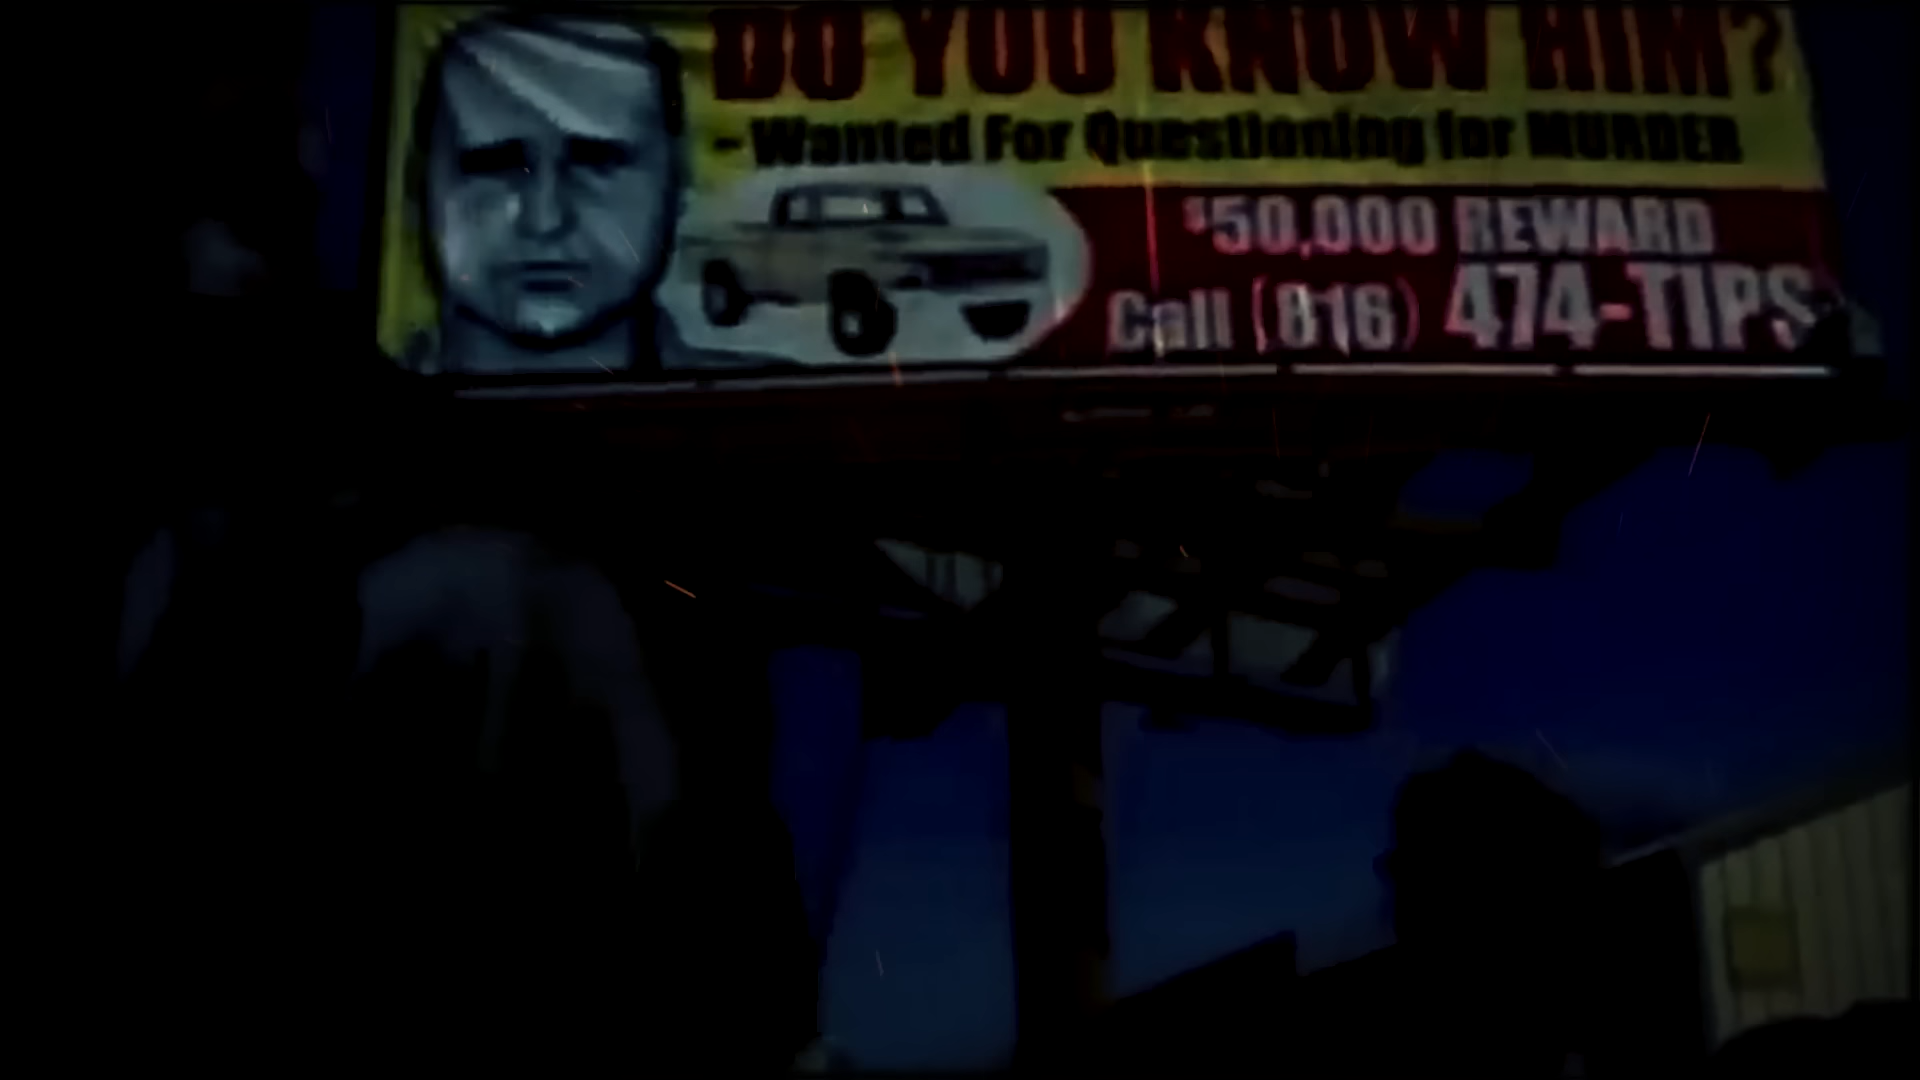 DO YOU KNOW HIM?
- Wanted For Questioning for MURDER
$50,000 REWARD
Call (816) 474-TIPS